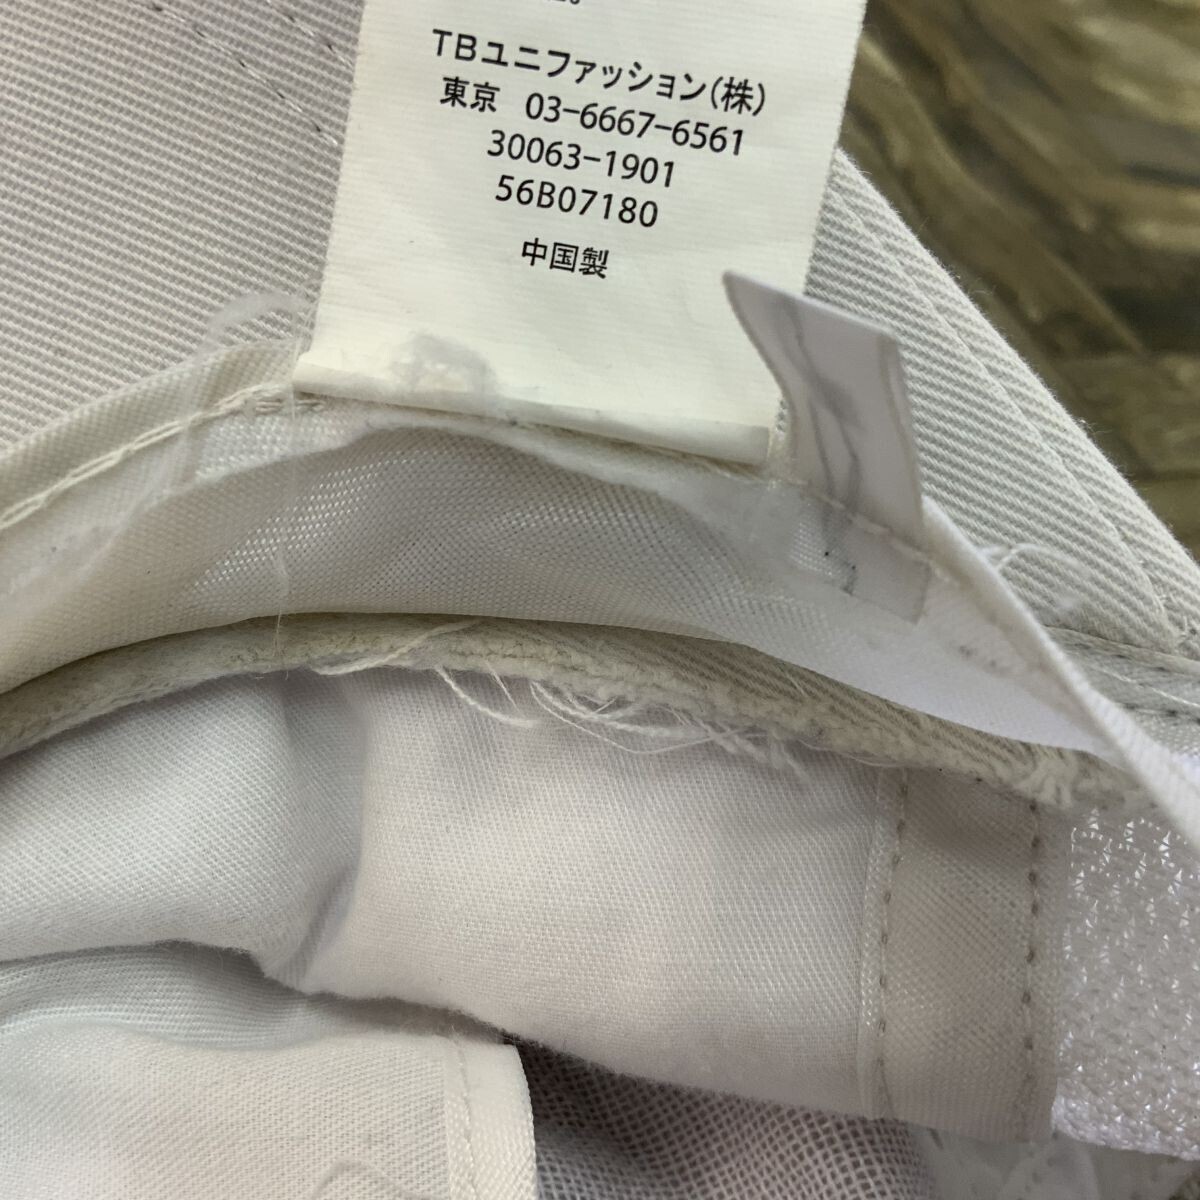 TBユニファッション(株)
東京 03-6667-6561
30063-1901
56B07180
中国製